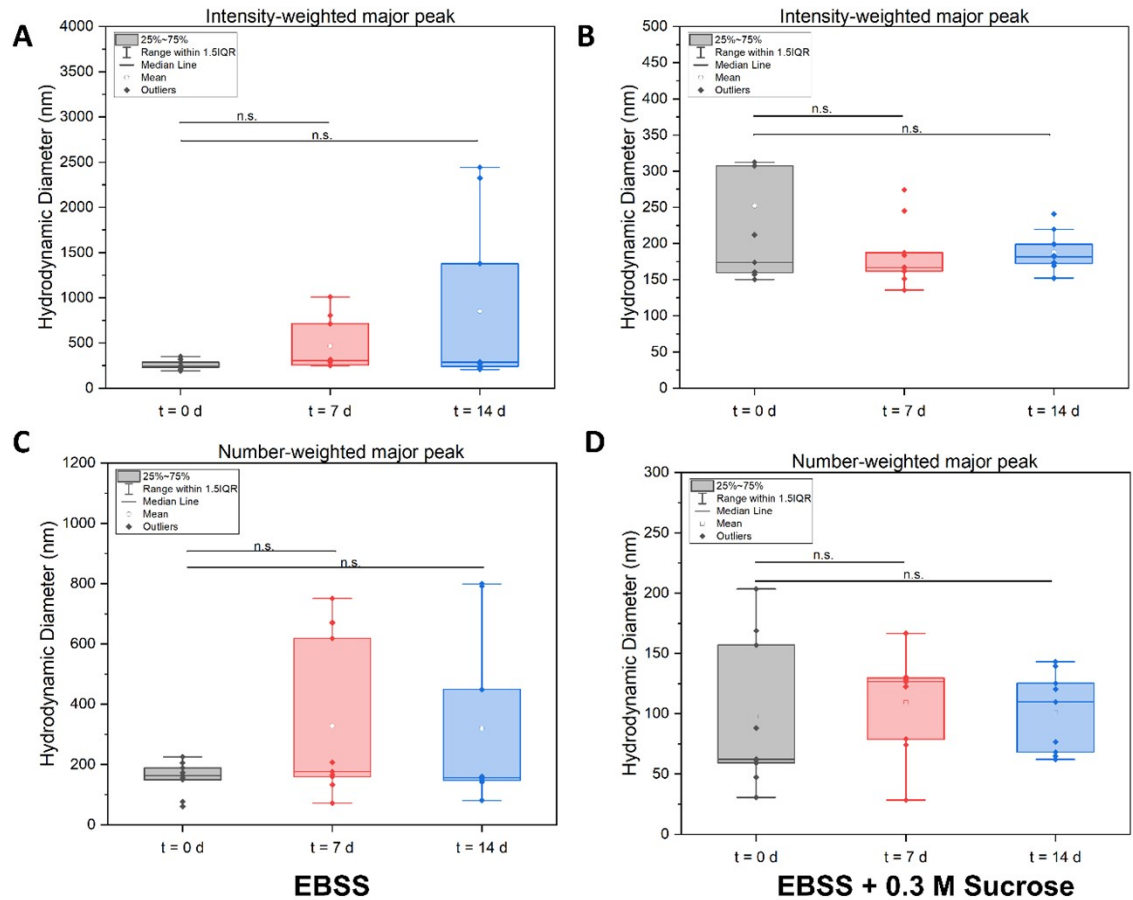 A
Intensity-weighted major peak
Hydrodynamic Diameter (nm)
4000
3500
3000
2500
2000
1500
1000
500
0
25%~75%
Range within 1.5IQR
Median Line
Mean
Outliers
n.s.
n.s.
t = 0 d
t = 7 d
t = 14 d
B
Intensity-weighted major peak
Hydrodynamic Diameter (nm)
500
450
400
350
300
250
200
150
100
50
0
25%~75%
Range within 1.5IQR
Median Line
Mean
Outliers
n.s.
n.s.
t = 0 d
t = 7 d
t = 14 d
C
Number-weighted major peak
Hydrodynamic Diameter (nm)
1200
1000
800
600
400
200
0
25%~75%
Range within 1.5IQR
Median Line
Mean
Outliers
n.s.
n.s.
t = 0 d
t = 7 d
t = 14 d
EBSS
D
Number-weighted major peak
Hydrodynamic Diameter (nm)
300
250
200
150
100
50
0
25%~75%
Range within 1.5IQR
Median Line
Mean
Outliers
n.s.
n.s.
t = 0 d
t = 7 d
t = 14 d
EBSS + 0.3 M Sucrose